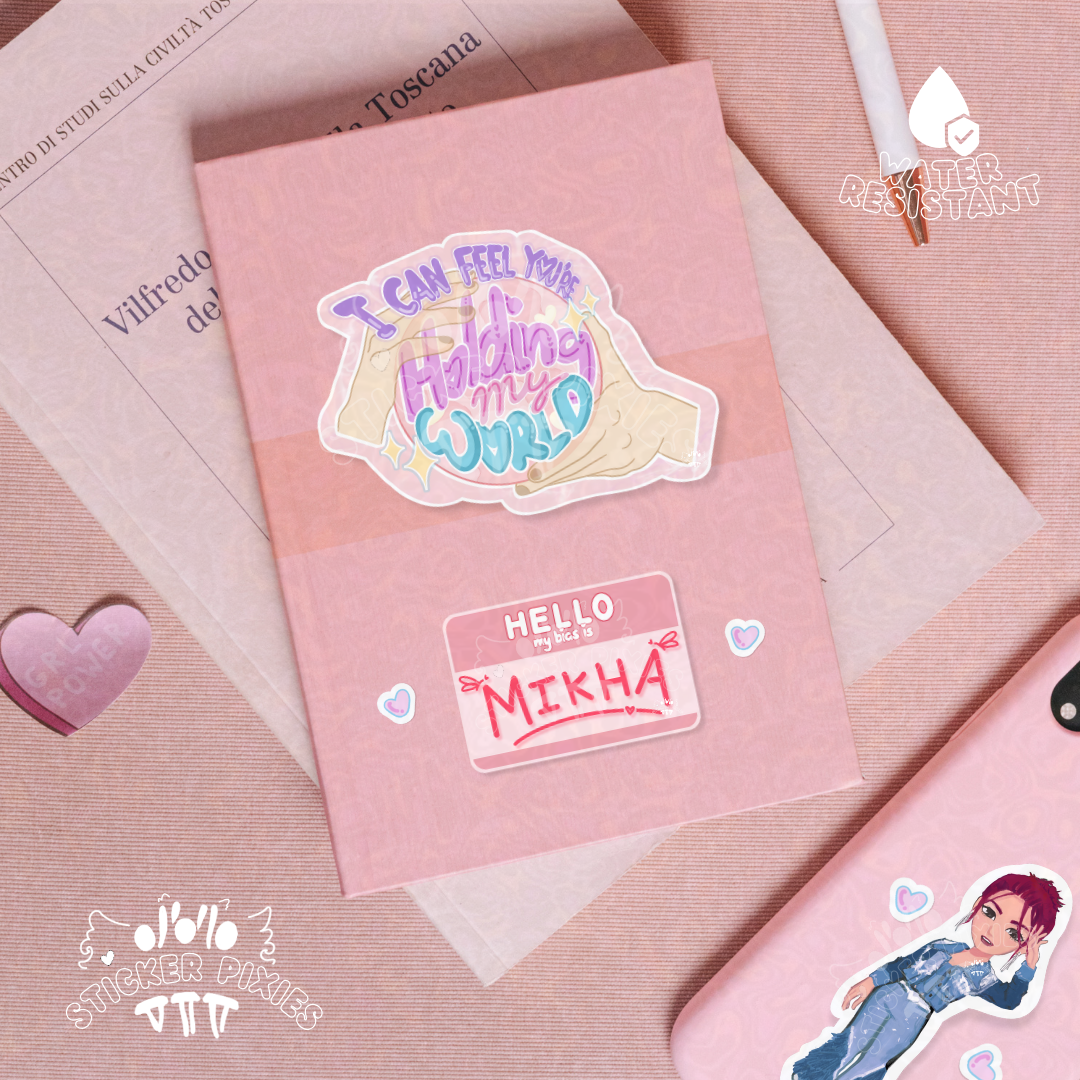 NTRO DI STUDI SULLA CIVILTÀ TOS
Toscana
Vilfredo
del
WATER
RESISTANT
I CAN FEEL YOU'RE
Holding
my
WORLD
HELLO
my bias is
MIKHA
GRL
POWER
STICKER PIXIES